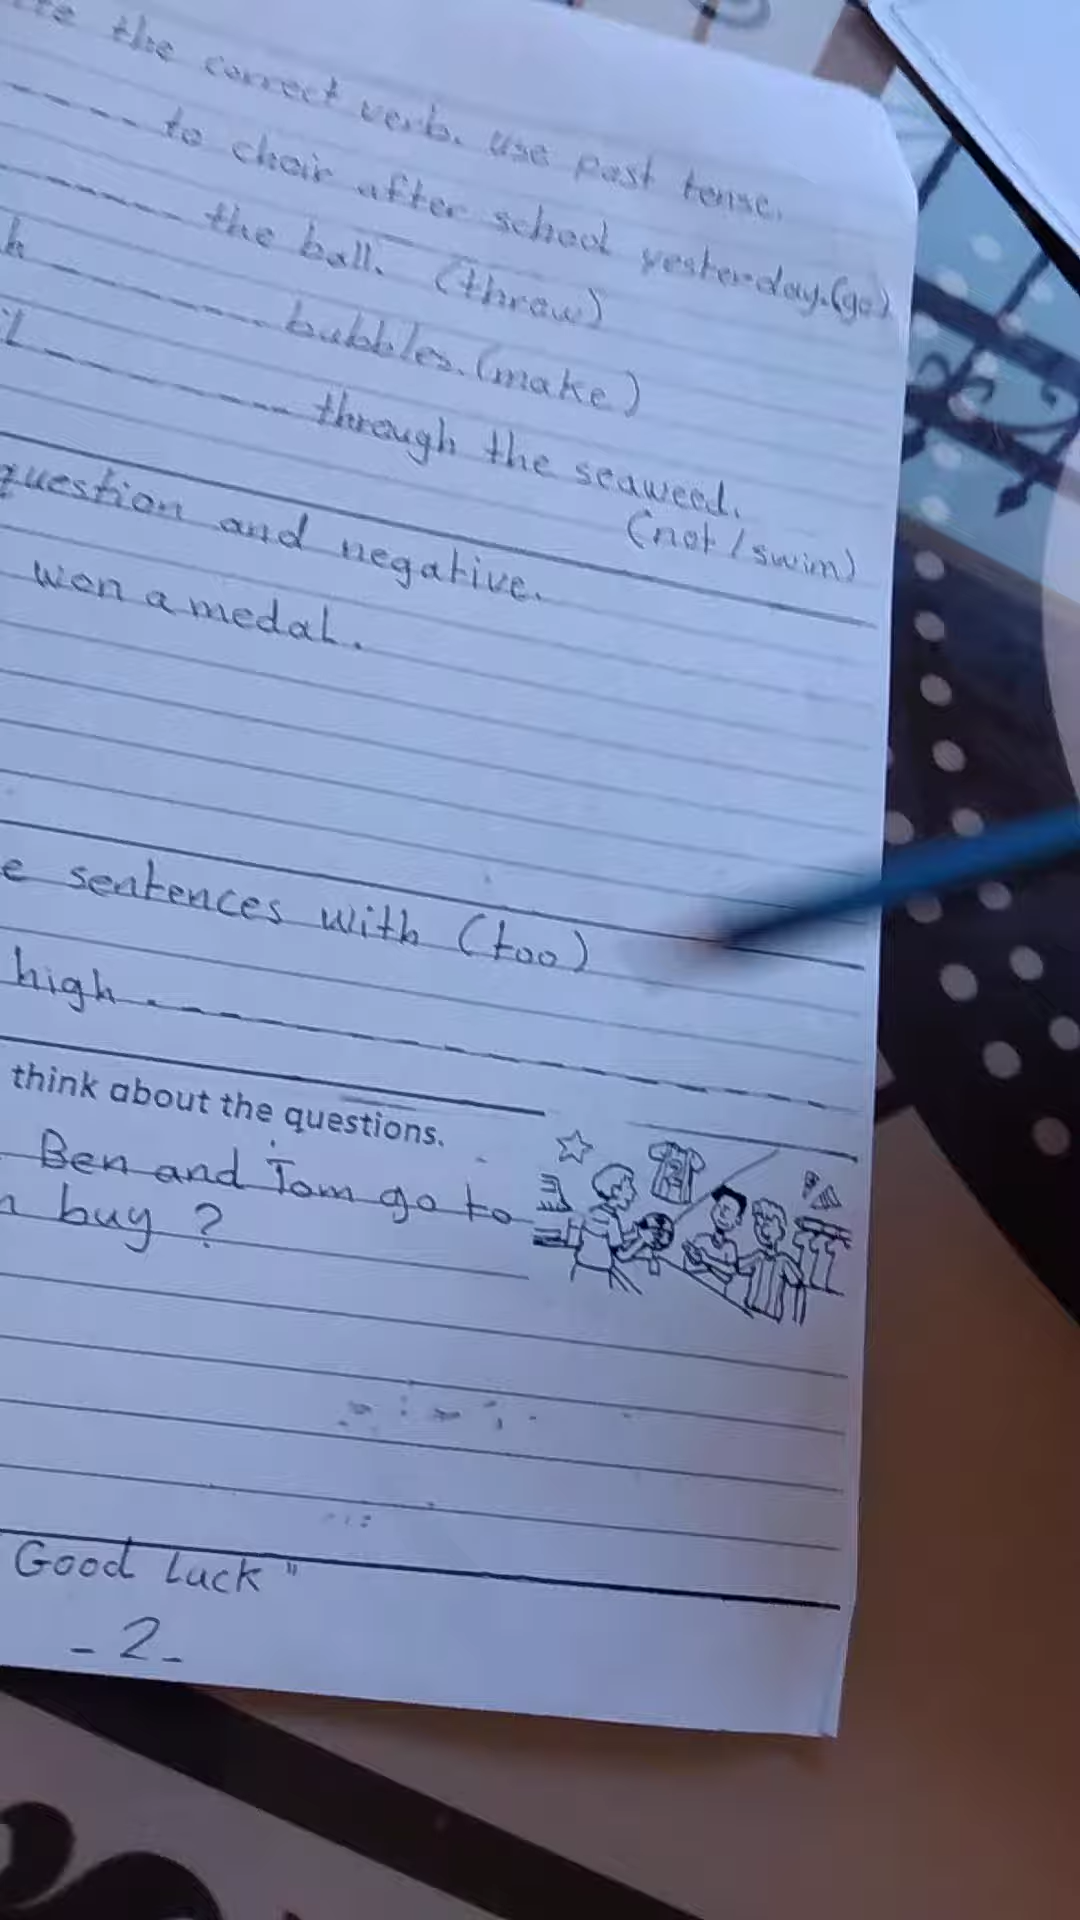 the correct verb. Use past tense.
------ to choir after school yesterday. (go)
------ the ball. (throw)
h ------ bubbles. (make)
------ through the seaweed.
(not / swim)
question and negative.
won a medal.
e sentences with (too)
high. ------
think about the questions.
Ben and Tom go to
buy ?
Good Luck "
- 2 -